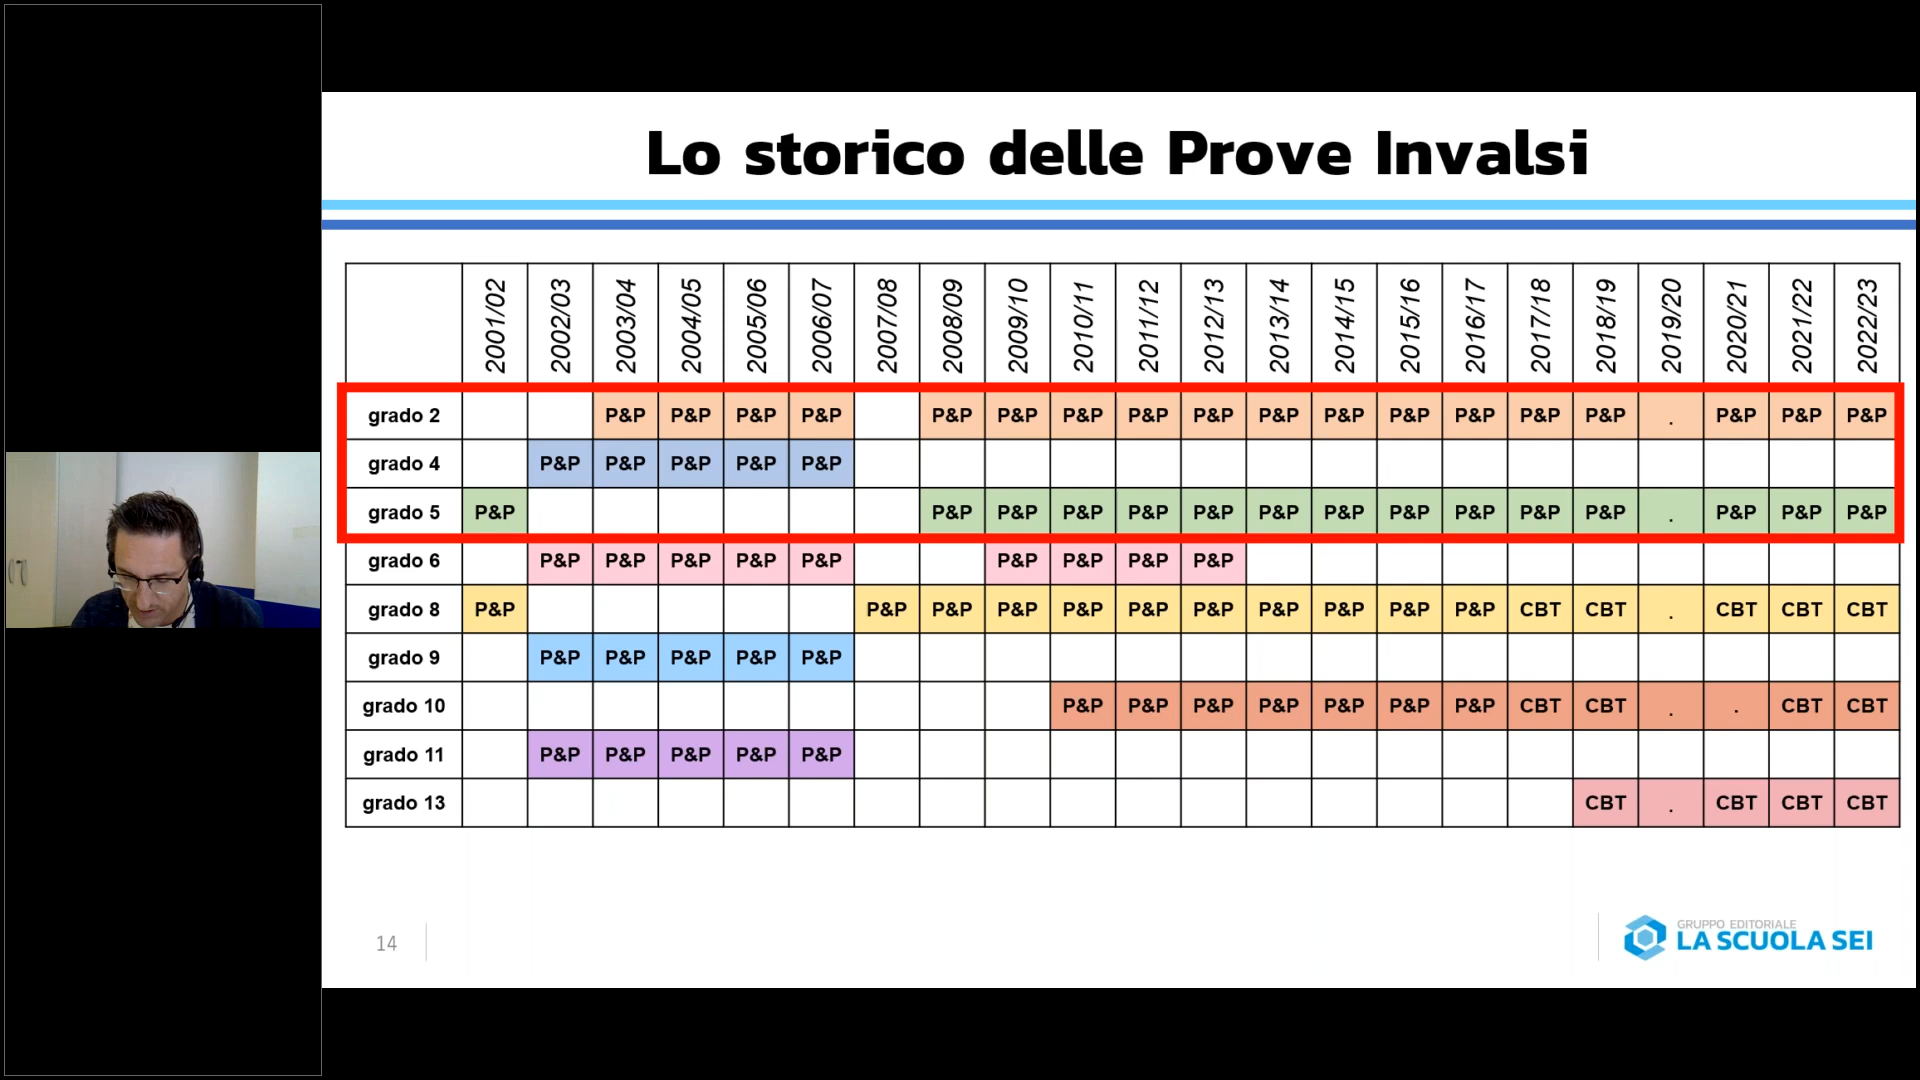 Lo storico delle Prove Invalsi
2001/02 2002/03 2003/04 2004/05 2005/06 2006/07 2007/08 2008/09 2009/10 2010/11 2011/12 2012/13 2013/14 2014/15 2015/16 2016/17 2017/18 2018/19 2019/20 2020/21 2021/22 2022/23
grado 2 P&P P&P P&P P&P P&P P&P P&P P&P P&P P&P P&P P&P P&P P&P P&P . P&P P&P P&P
grado 4 P&P P&P P&P P&P P&P
grado 5 P&P P&P P&P P&P P&P P&P P&P P&P P&P P&P P&P P&P . P&P P&P P&P
grado 6 P&P P&P P&P P&P P&P P&P P&P P&P P&P
grado 8 P&P P&P P&P P&P P&P P&P P&P P&P P&P P&P P&P CBT CBT . CBT CBT CBT
grado 9 P&P P&P P&P P&P P&P
grado 10 P&P P&P P&P P&P P&P P&P P&P CBT CBT . . CBT CBT
grado 11 P&P P&P P&P P&P P&P
grado 13 CBT . CBT CBT CBT
14
GRUPPO EDITORIALE
LA SCUOLA SEI